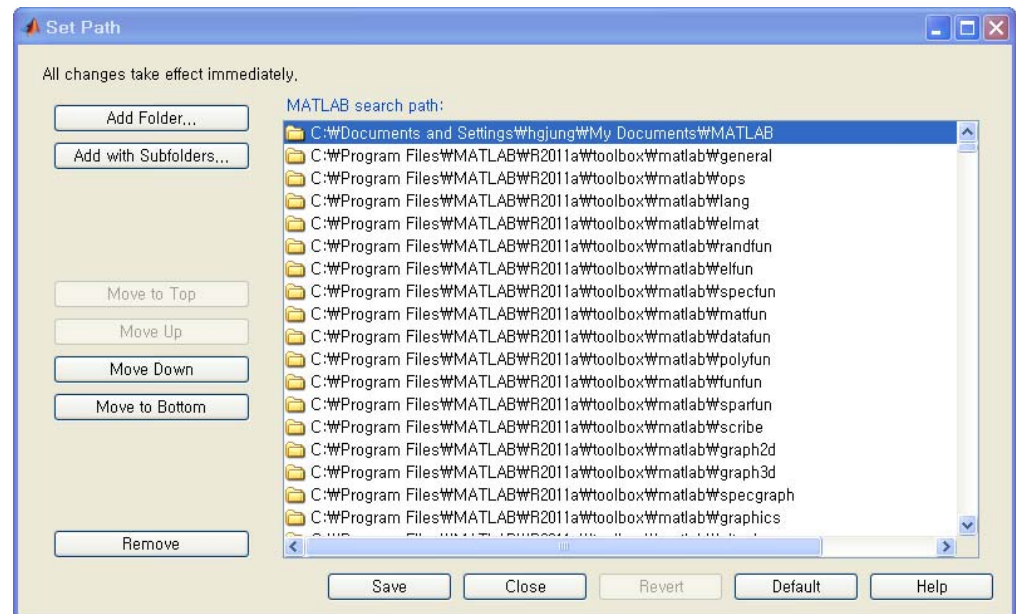 Set Path
All changes take effect immediately,
Add Folder,,,
Add with Subfolders,,,
Move to Top
Move Up
Move Down
Move to Bottom
Remove
MATLAB search path:
C:₩Documents and Settings₩hgjung₩My Documents₩MATLAB
C:₩Program Files₩MATLAB₩R2011a₩toolbox₩matlab₩general
C:₩Program Files₩MATLAB₩R2011a₩toolbox₩matlab₩ops
C:₩Program Files₩MATLAB₩R2011a₩toolbox₩matlab₩lang
C:₩Program Files₩MATLAB₩R2011a₩toolbox₩matlab₩elmat
C:₩Program Files₩MATLAB₩R2011a₩toolbox₩matlab₩randfun
C:₩Program Files₩MATLAB₩R2011a₩toolbox₩matlab₩elfun
C:₩Program Files₩MATLAB₩R2011a₩toolbox₩matlab₩specfun
C:₩Program Files₩MATLAB₩R2011a₩toolbox₩matlab₩matfun
C:₩Program Files₩MATLAB₩R2011a₩toolbox₩matlab₩datafun
C:₩Program Files₩MATLAB₩R2011a₩toolbox₩matlab₩polyfun
C:₩Program Files₩MATLAB₩R2011a₩toolbox₩matlab₩funfun
C:₩Program Files₩MATLAB₩R2011a₩toolbox₩matlab₩sparfun
C:₩Program Files₩MATLAB₩R2011a₩toolbox₩matlab₩scribe
C:₩Program Files₩MATLAB₩R2011a₩toolbox₩matlab₩graph2d
C:₩Program Files₩MATLAB₩R2011a₩toolbox₩matlab₩graph3d
C:₩Program Files₩MATLAB₩R2011a₩toolbox₩matlab₩specgraph
C:₩Program Files₩MATLAB₩R2011a₩toolbox₩matlab₩graphics
Save
Close
Revert
Default
Help